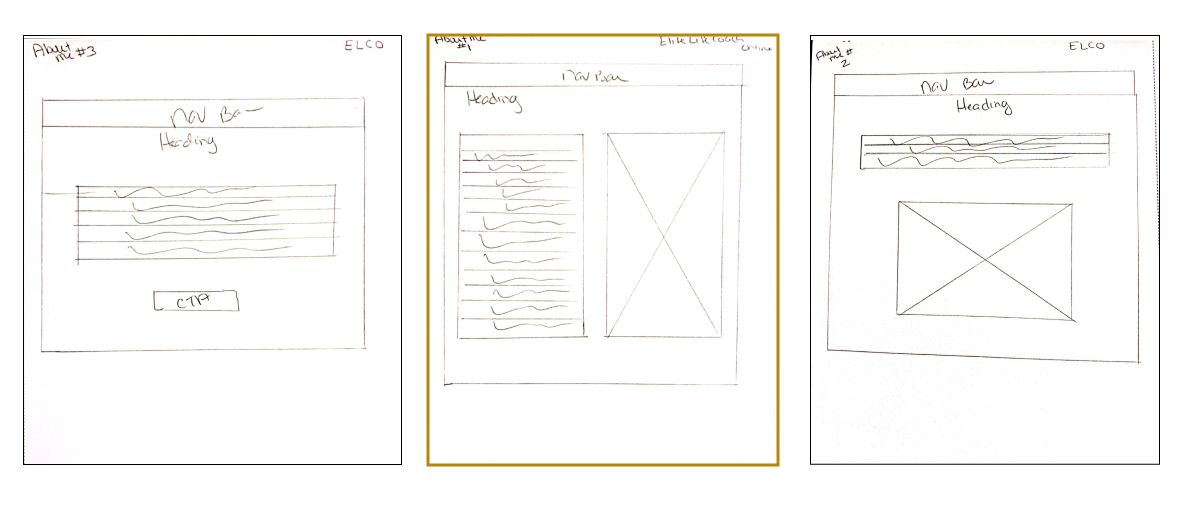 About
me #3
ELCO
Nav Bar
Heading
CTA
About me
#1
Elite Life Coach
Online
Nav Bar
Heading
About
me #
2
ELCO
Nav Bar
Heading